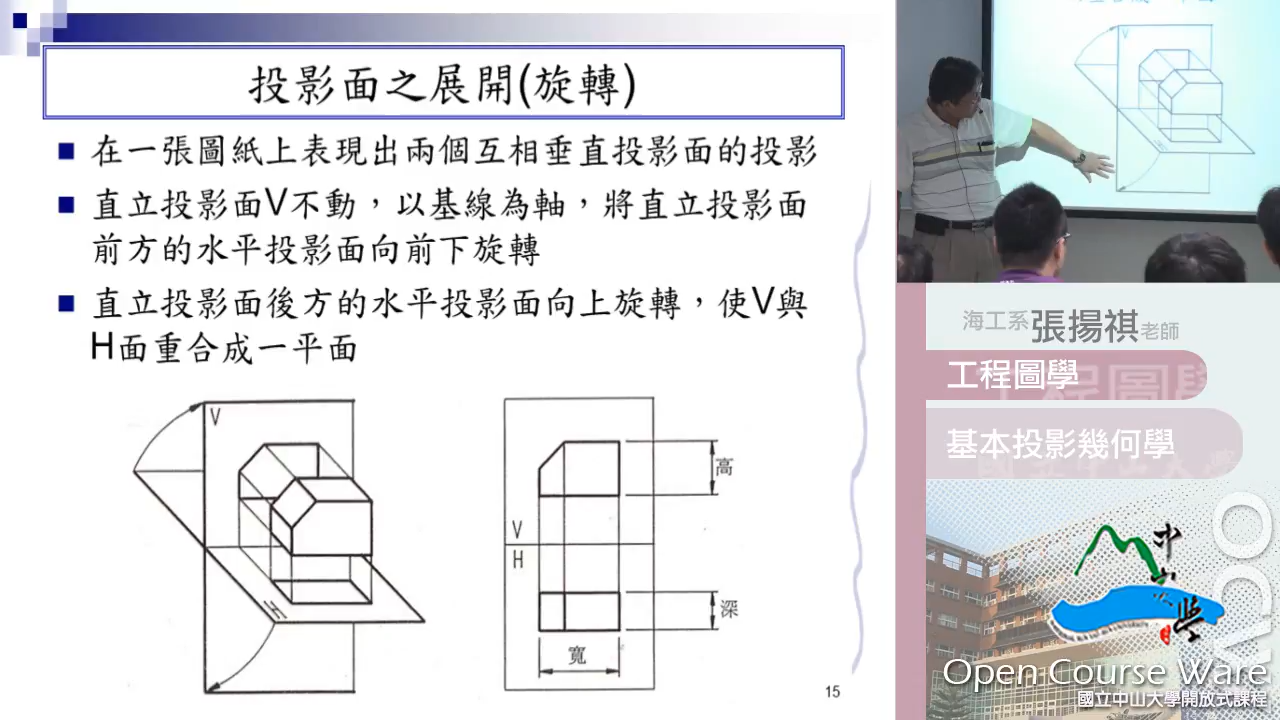 投影面之展開(旋轉)
在一張圖紙上表現出兩個互相垂直投影面的投影
直立投影面V不動，以基線為軸，將直立投影面
前方的水平投影面向前下旋轉
直立投影面後方的水平投影面向上旋轉，使V與
H面重合成一平面
V
H
高
V
H
深
寬
15
V
海工系 張揚祺 老師
工程圖學
基本投影幾何學
中山大學
Open Course Ware
國立中山大學開放式課程